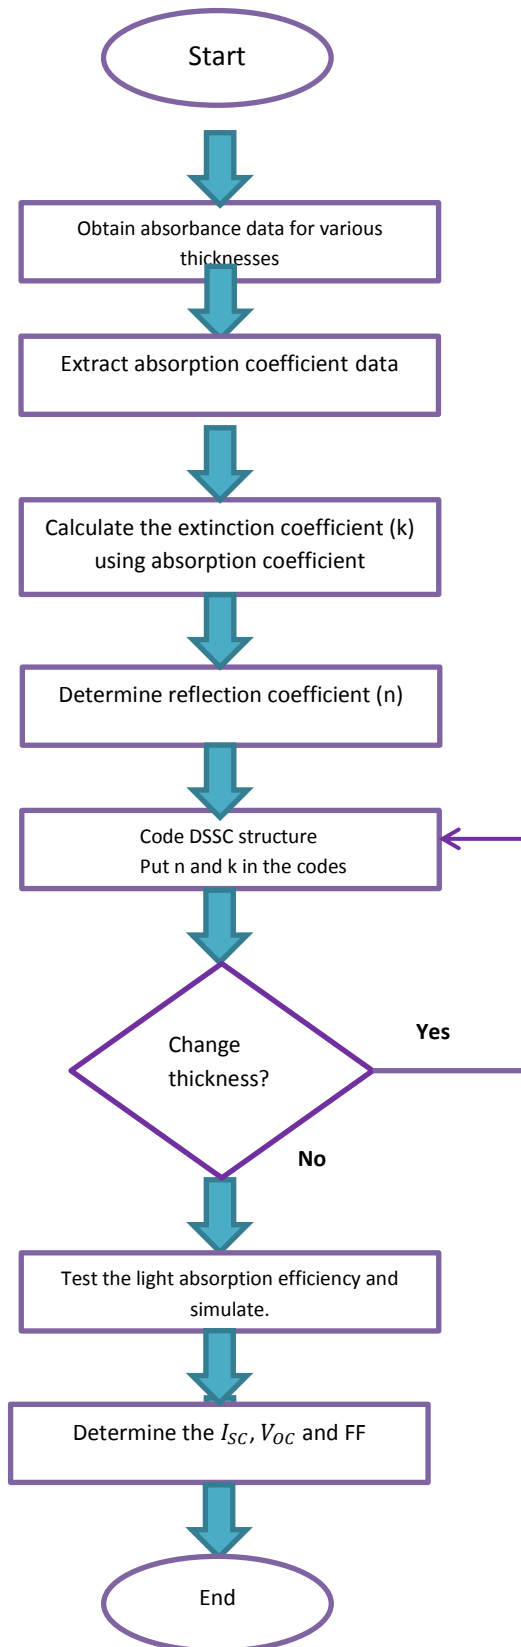 Start
Obtain absorbance data for various
thicknesses
Extract absorption coefficient data
Calculate the extinction coefficient (k)
using absorption coefficient
Determine reflection coefficient (n)
Code DSSC structure
Put n and k in the codes
Change
thickness?
Yes
No
Test the light absorption efficiency and
simulate.
Determine the I_SC, V_OC and FF
End